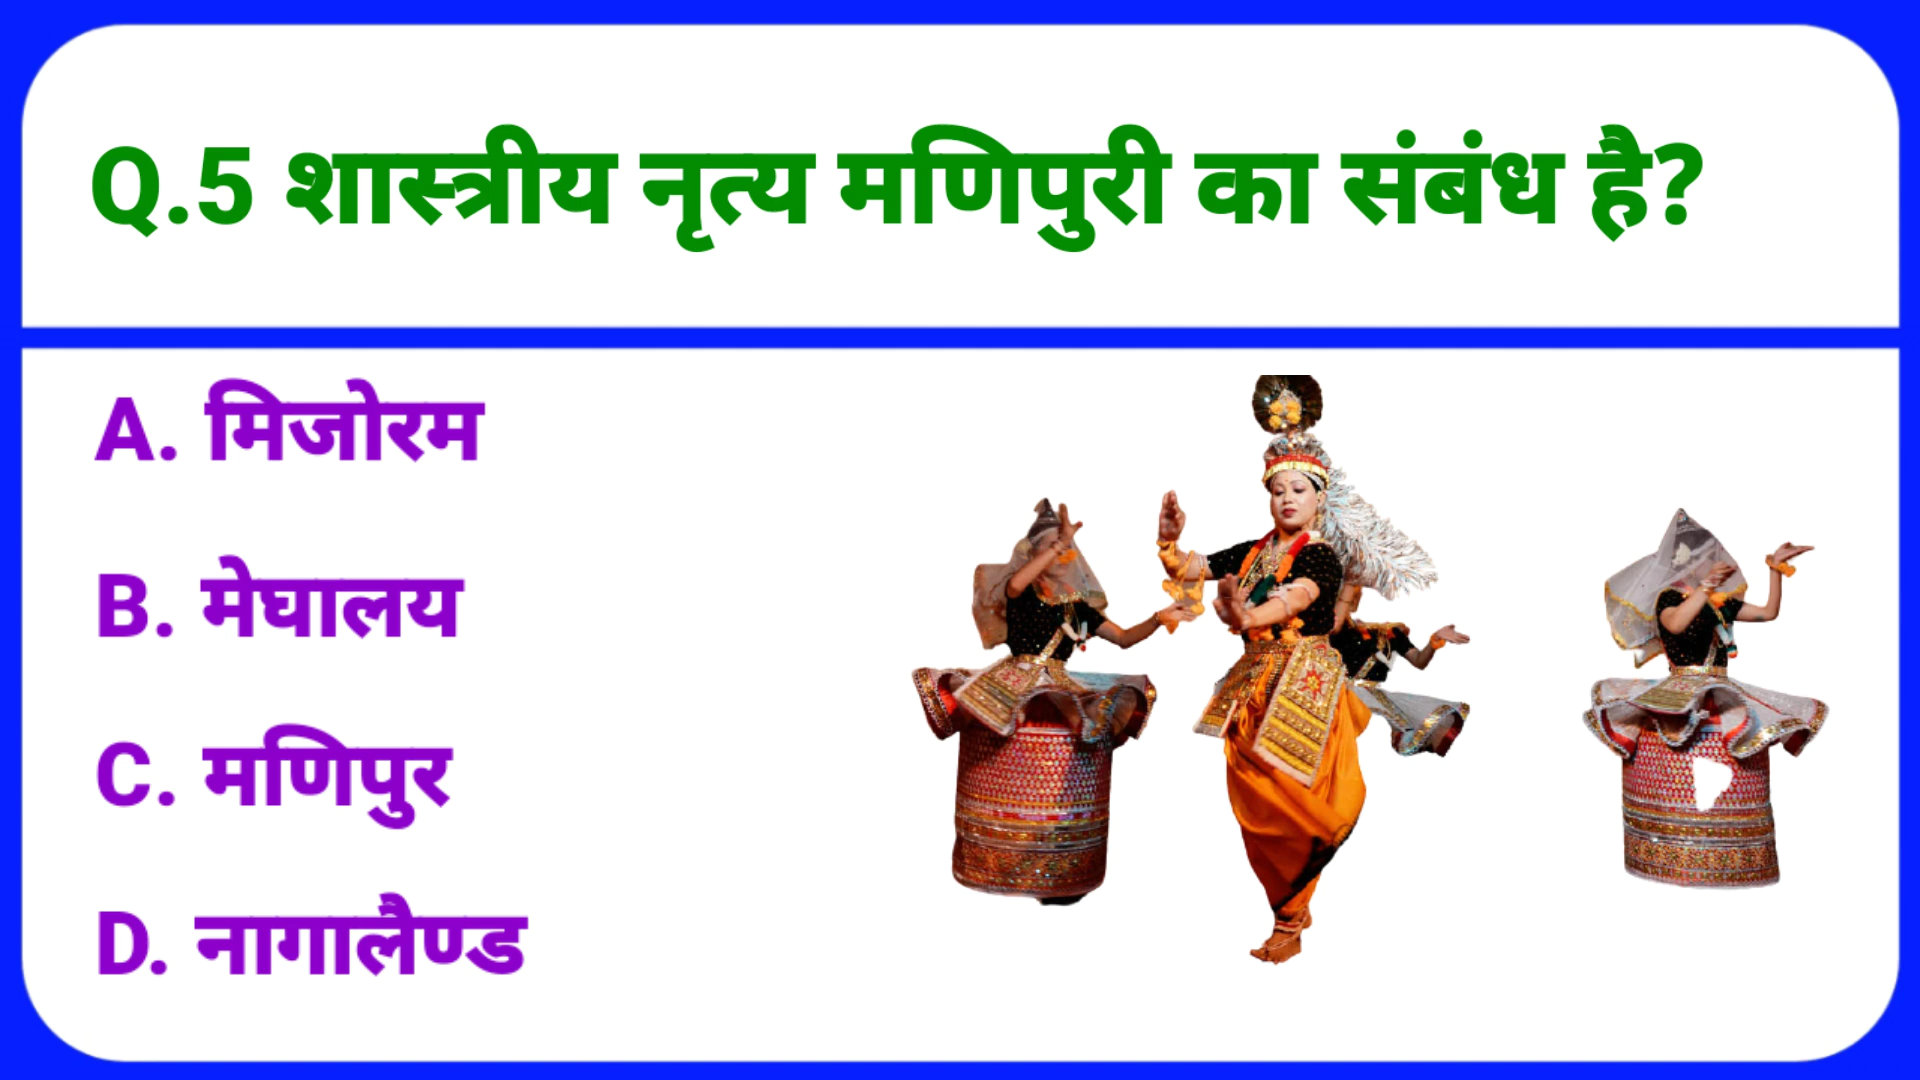 Q.5 शास्त्रीय नृत्य मणिपुरी का संबंध है?
A. मिजोरम
B. मेघालय
C. मणिपुर
D. नागालैण्ड